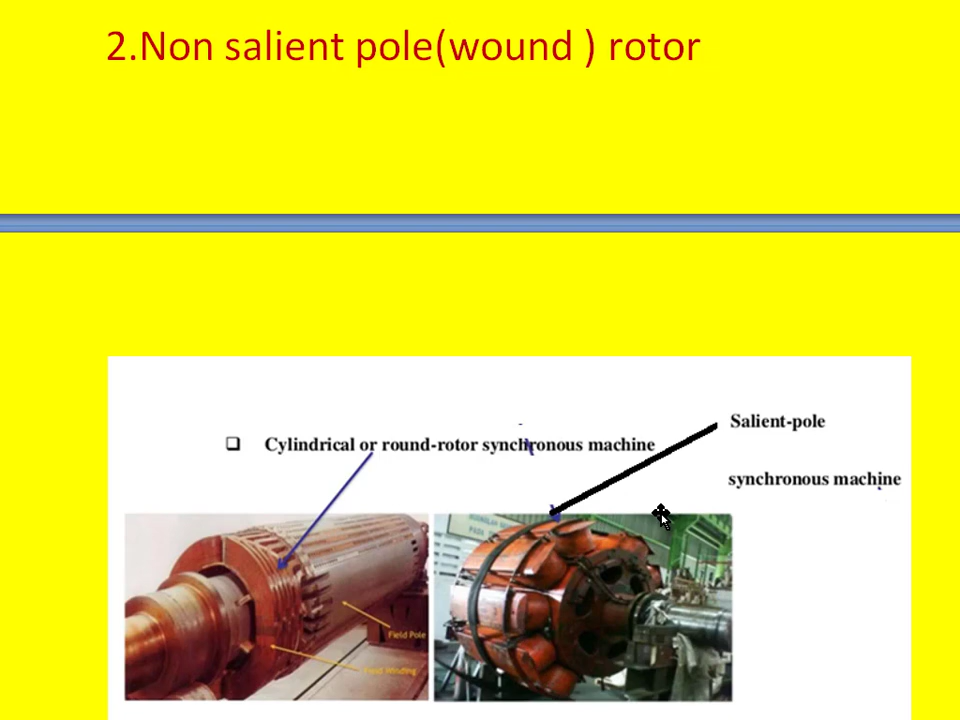 2.Non salient pole(wound ) rotor
Salient-pole
❑ Cylindrical or round-rotor synchronous machine
synchronous machine
Field Pole
Field Winding